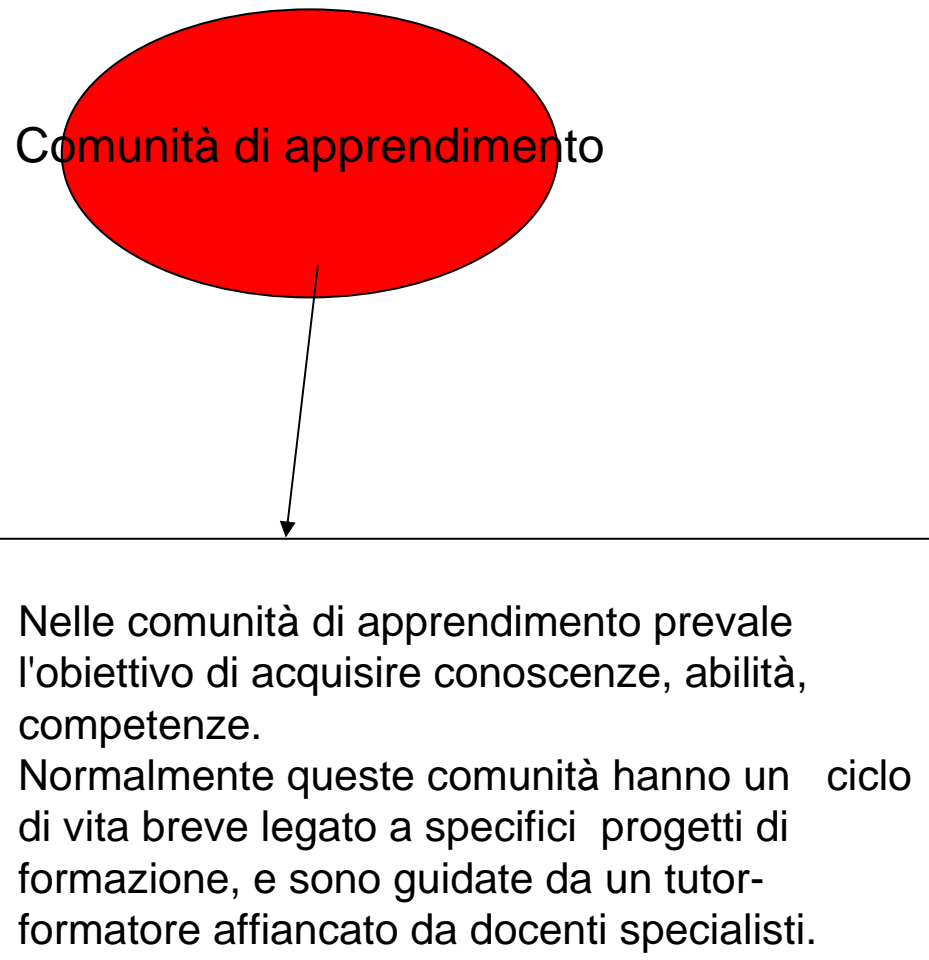 Comunità di apprendimento
Nelle comunità di apprendimento prevale
l'obiettivo di acquisire conoscenze, abilità,
competenze.
Normalmente queste comunità hanno un   ciclo
di vita breve legato a specifici  progetti di
formazione, e sono guidate da un tutor-
formatore affiancato da docenti specialisti.